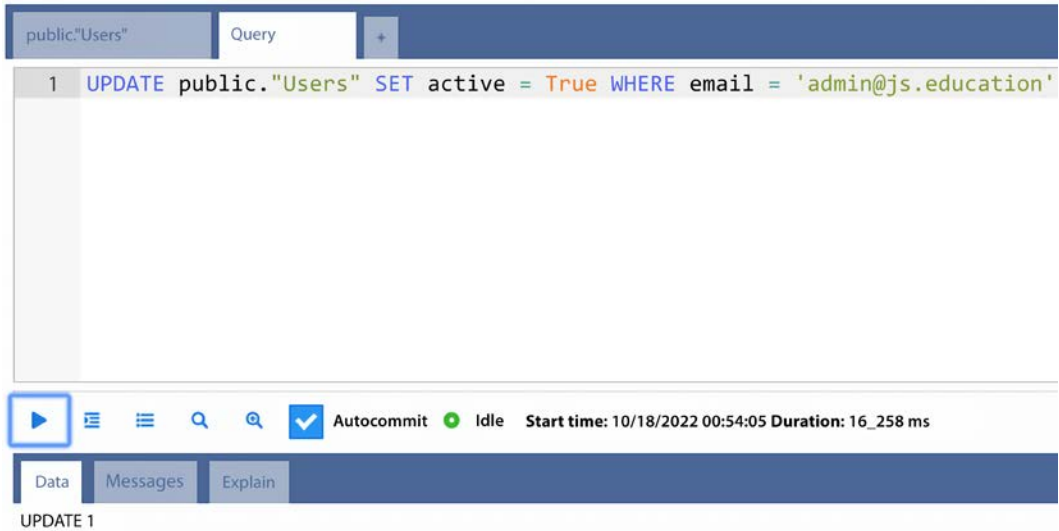 public."Users" Query +
1 UPDATE public."Users" SET active = True WHERE email = 'admin@js.education'
Autocommit Idle Start time: 10/18/2022 00:54:05 Duration: 16_258 ms
Data Messages Explain
UPDATE 1